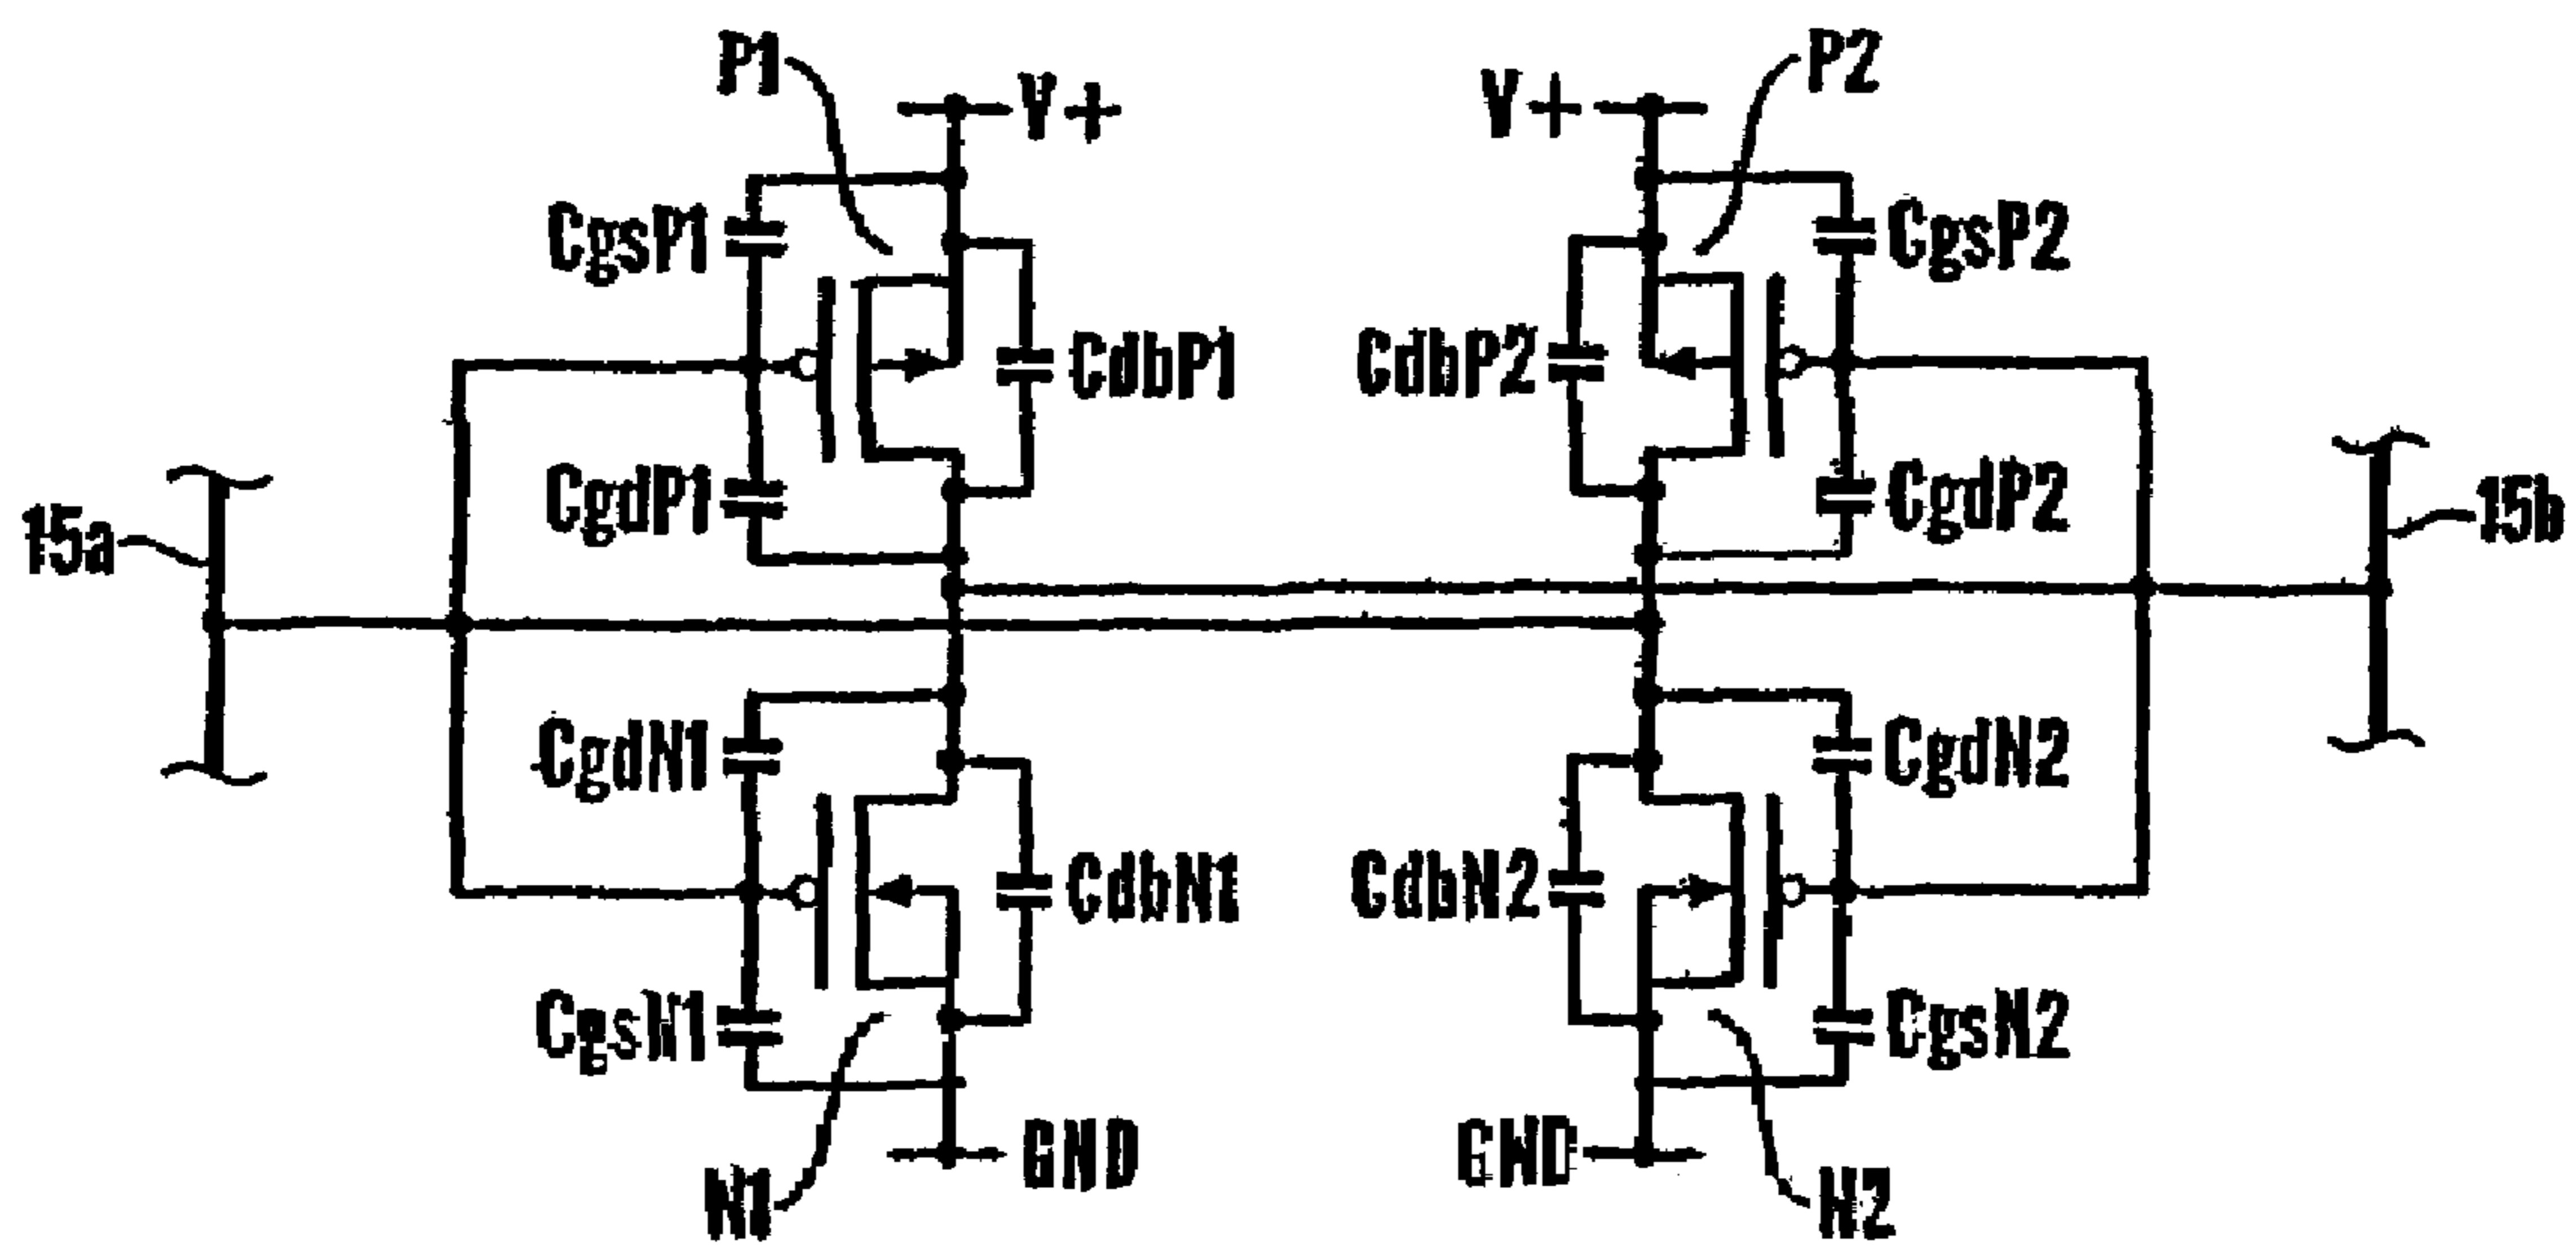 P1
P2
V+
V+
CgsP1
CgsP2
CdbP1
CdbP2
CgdP1
CgdP2
15a
15b
CgdN1
CgdN2
CdbN1
CdbN2
CgsN1
CgsN2
GND
GND
N1
N2